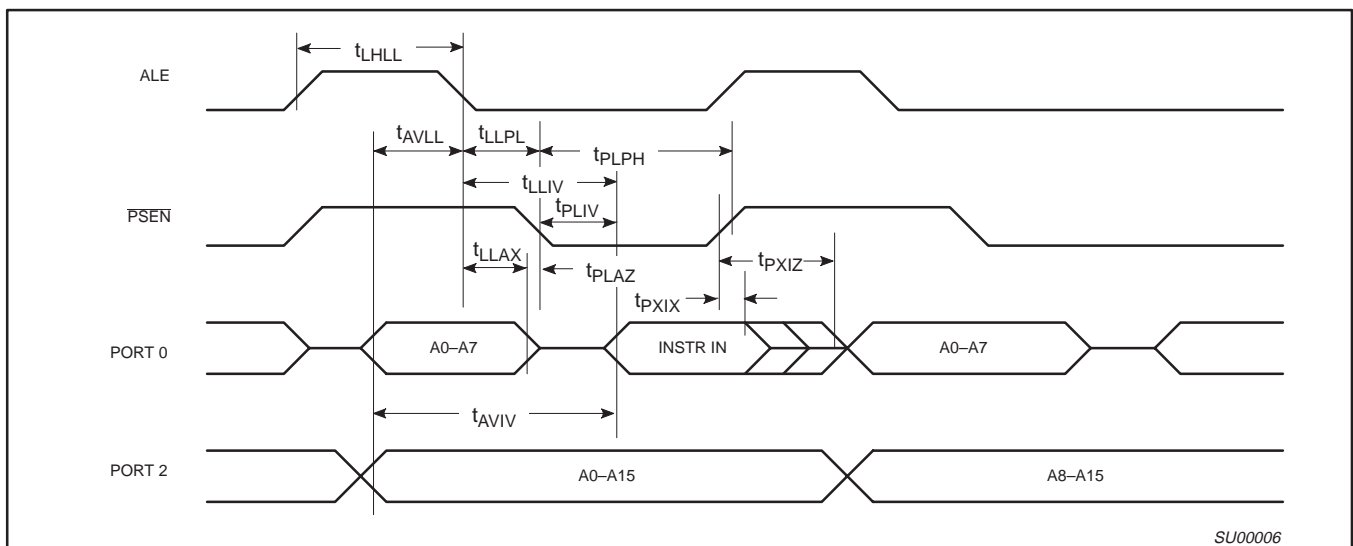 tLHLL
ALE
tAVLL tLLPL
tPLPH
tLLIV
PSEN
tPLIV
tLLAX
tPLAZ
tPXIZ
tPXIX
PORT 0
A0–A7
INSTR IN
A0–A7
tAVIV
PORT 2
A0–A15
A8–A15
SU00006